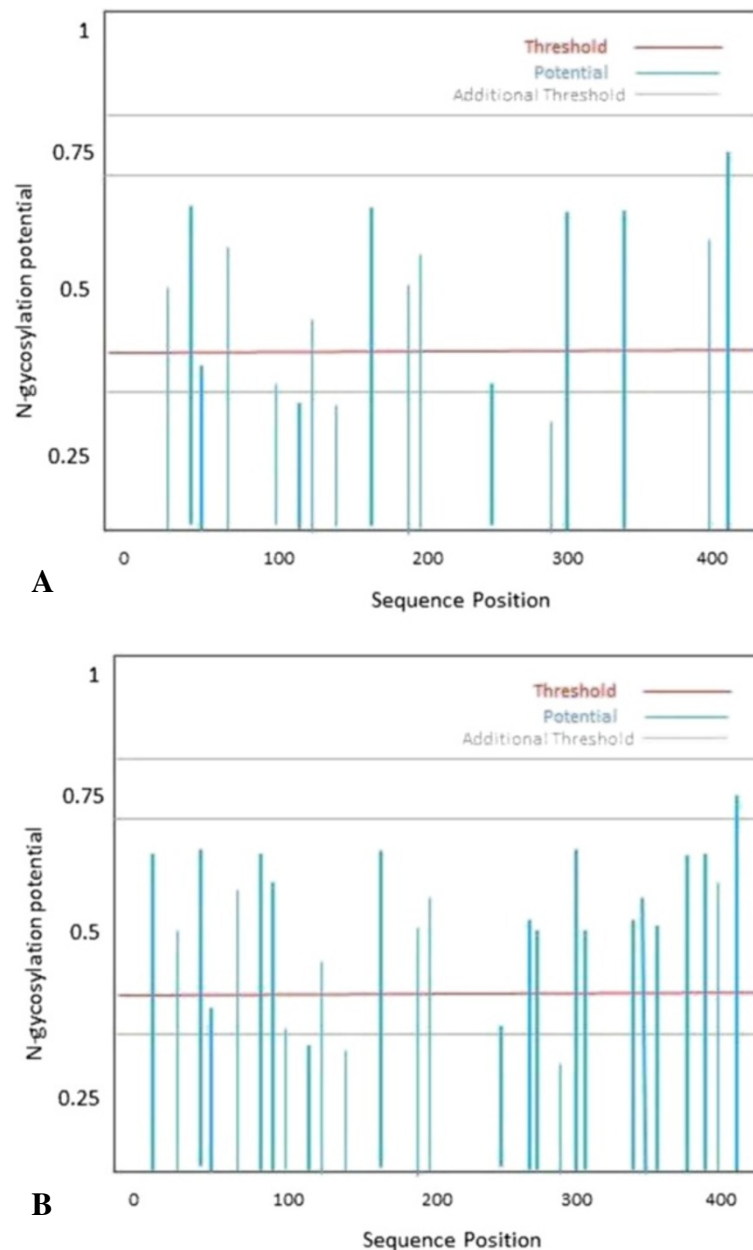 1
Threshold
Potential
Additional Threshold
0.75
N-gycosylation potential
0.5
0.25
0 100 200 300 400
A
Sequence Position
1
Threshold
Potential
Additional Threshold
0.75
N-gycosylation potential
0.5
0.25
0 100 200 300 400
B
Sequence Position